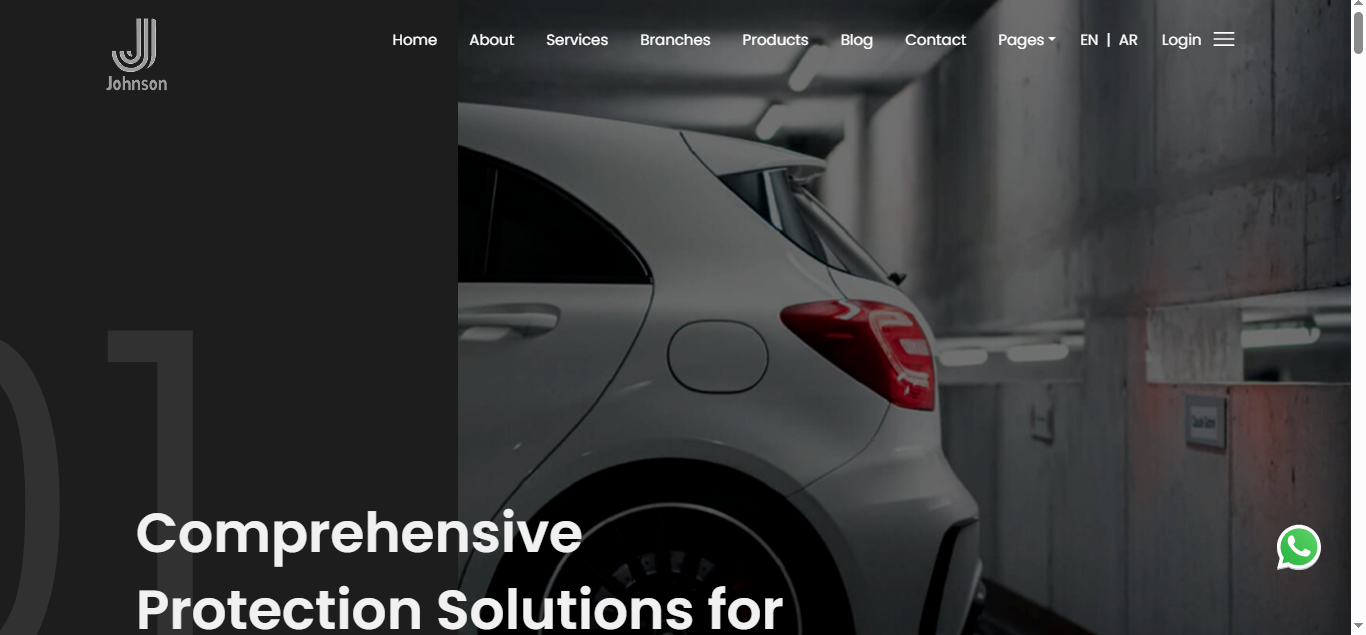 Johnson
Home About Services Branches Products Blog Contact Pages EN | AR Login
01
Comprehensive
Protection Solutions for